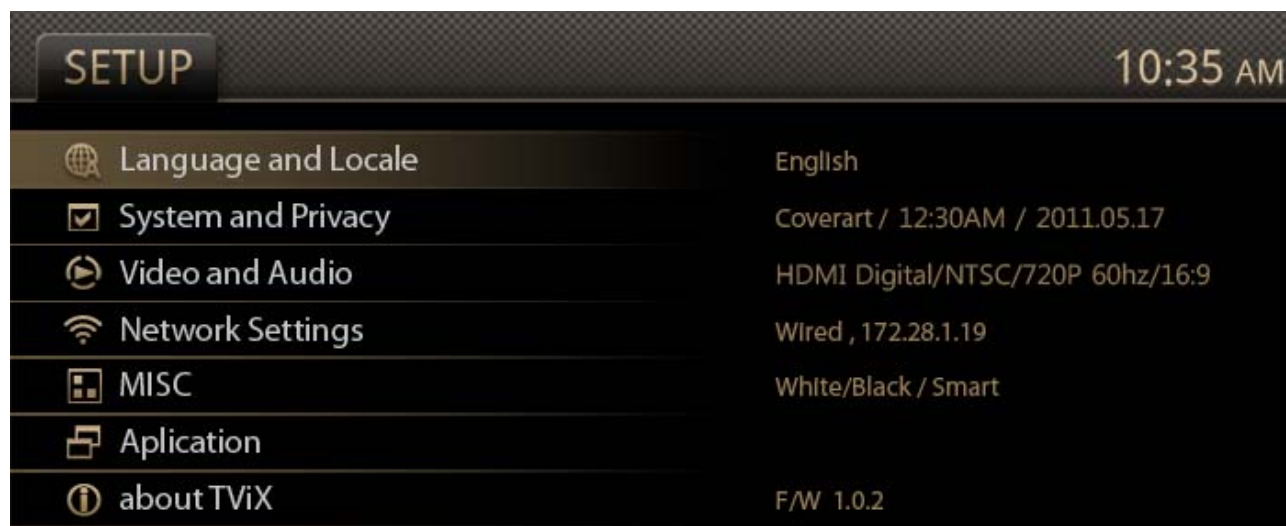 SETUP 10:35 AM
Language and Locale English
System and Privacy Coverart / 12:30AM / 2011.05.17
Video and Audio HDMI Digital/NTSC/720P 60hz/16:9
Network Settings Wired , 172.28.1.19
MISC White/Black / Smart
Aplication
about TViX F/W 1.0.2